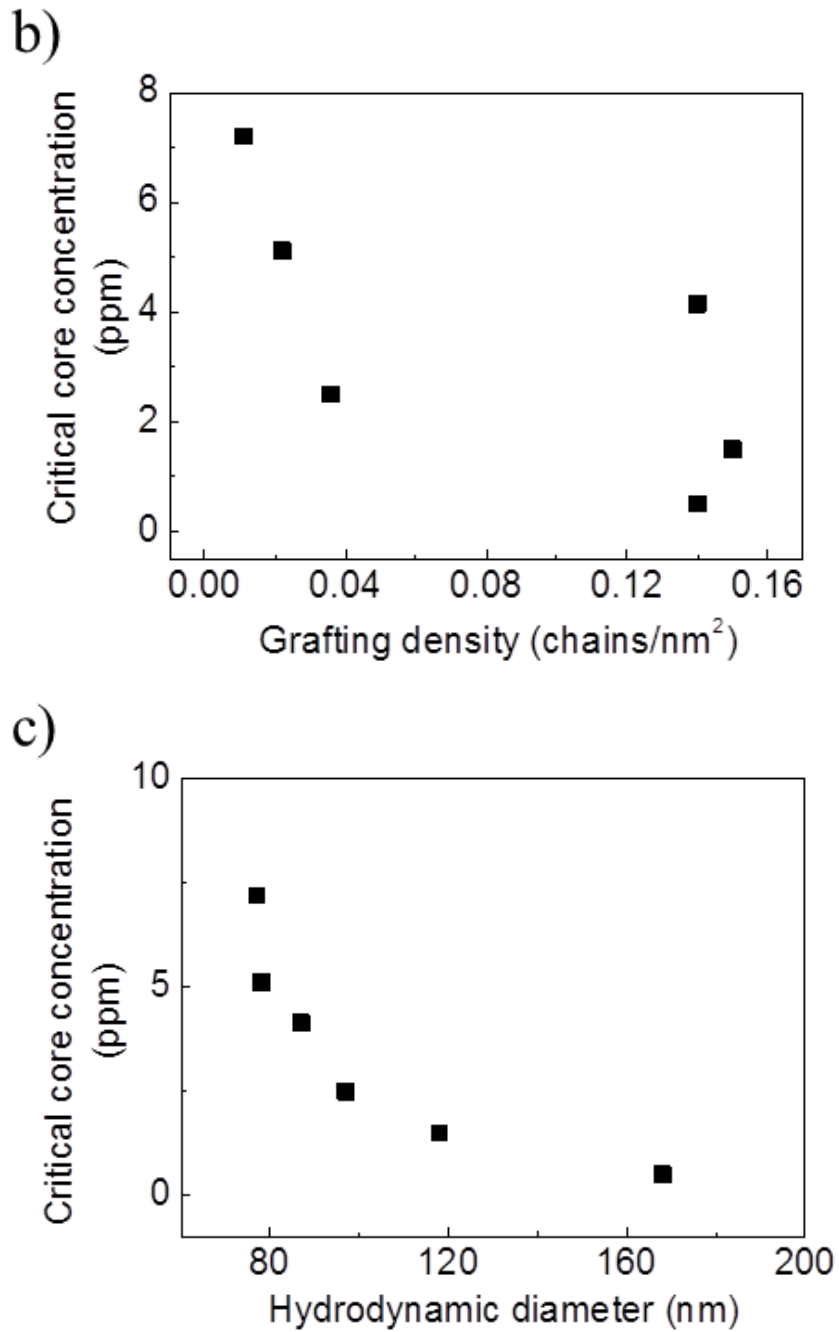 b)
Critical core concentration
(ppm)
8
6
4
2
0
0.00 0.04 0.08 0.12 0.16
Grafting density (chains/nm²)
c)
Critical core concentration
(ppm)
10
5
0
80 120 160 200
Hydrodynamic diameter (nm)